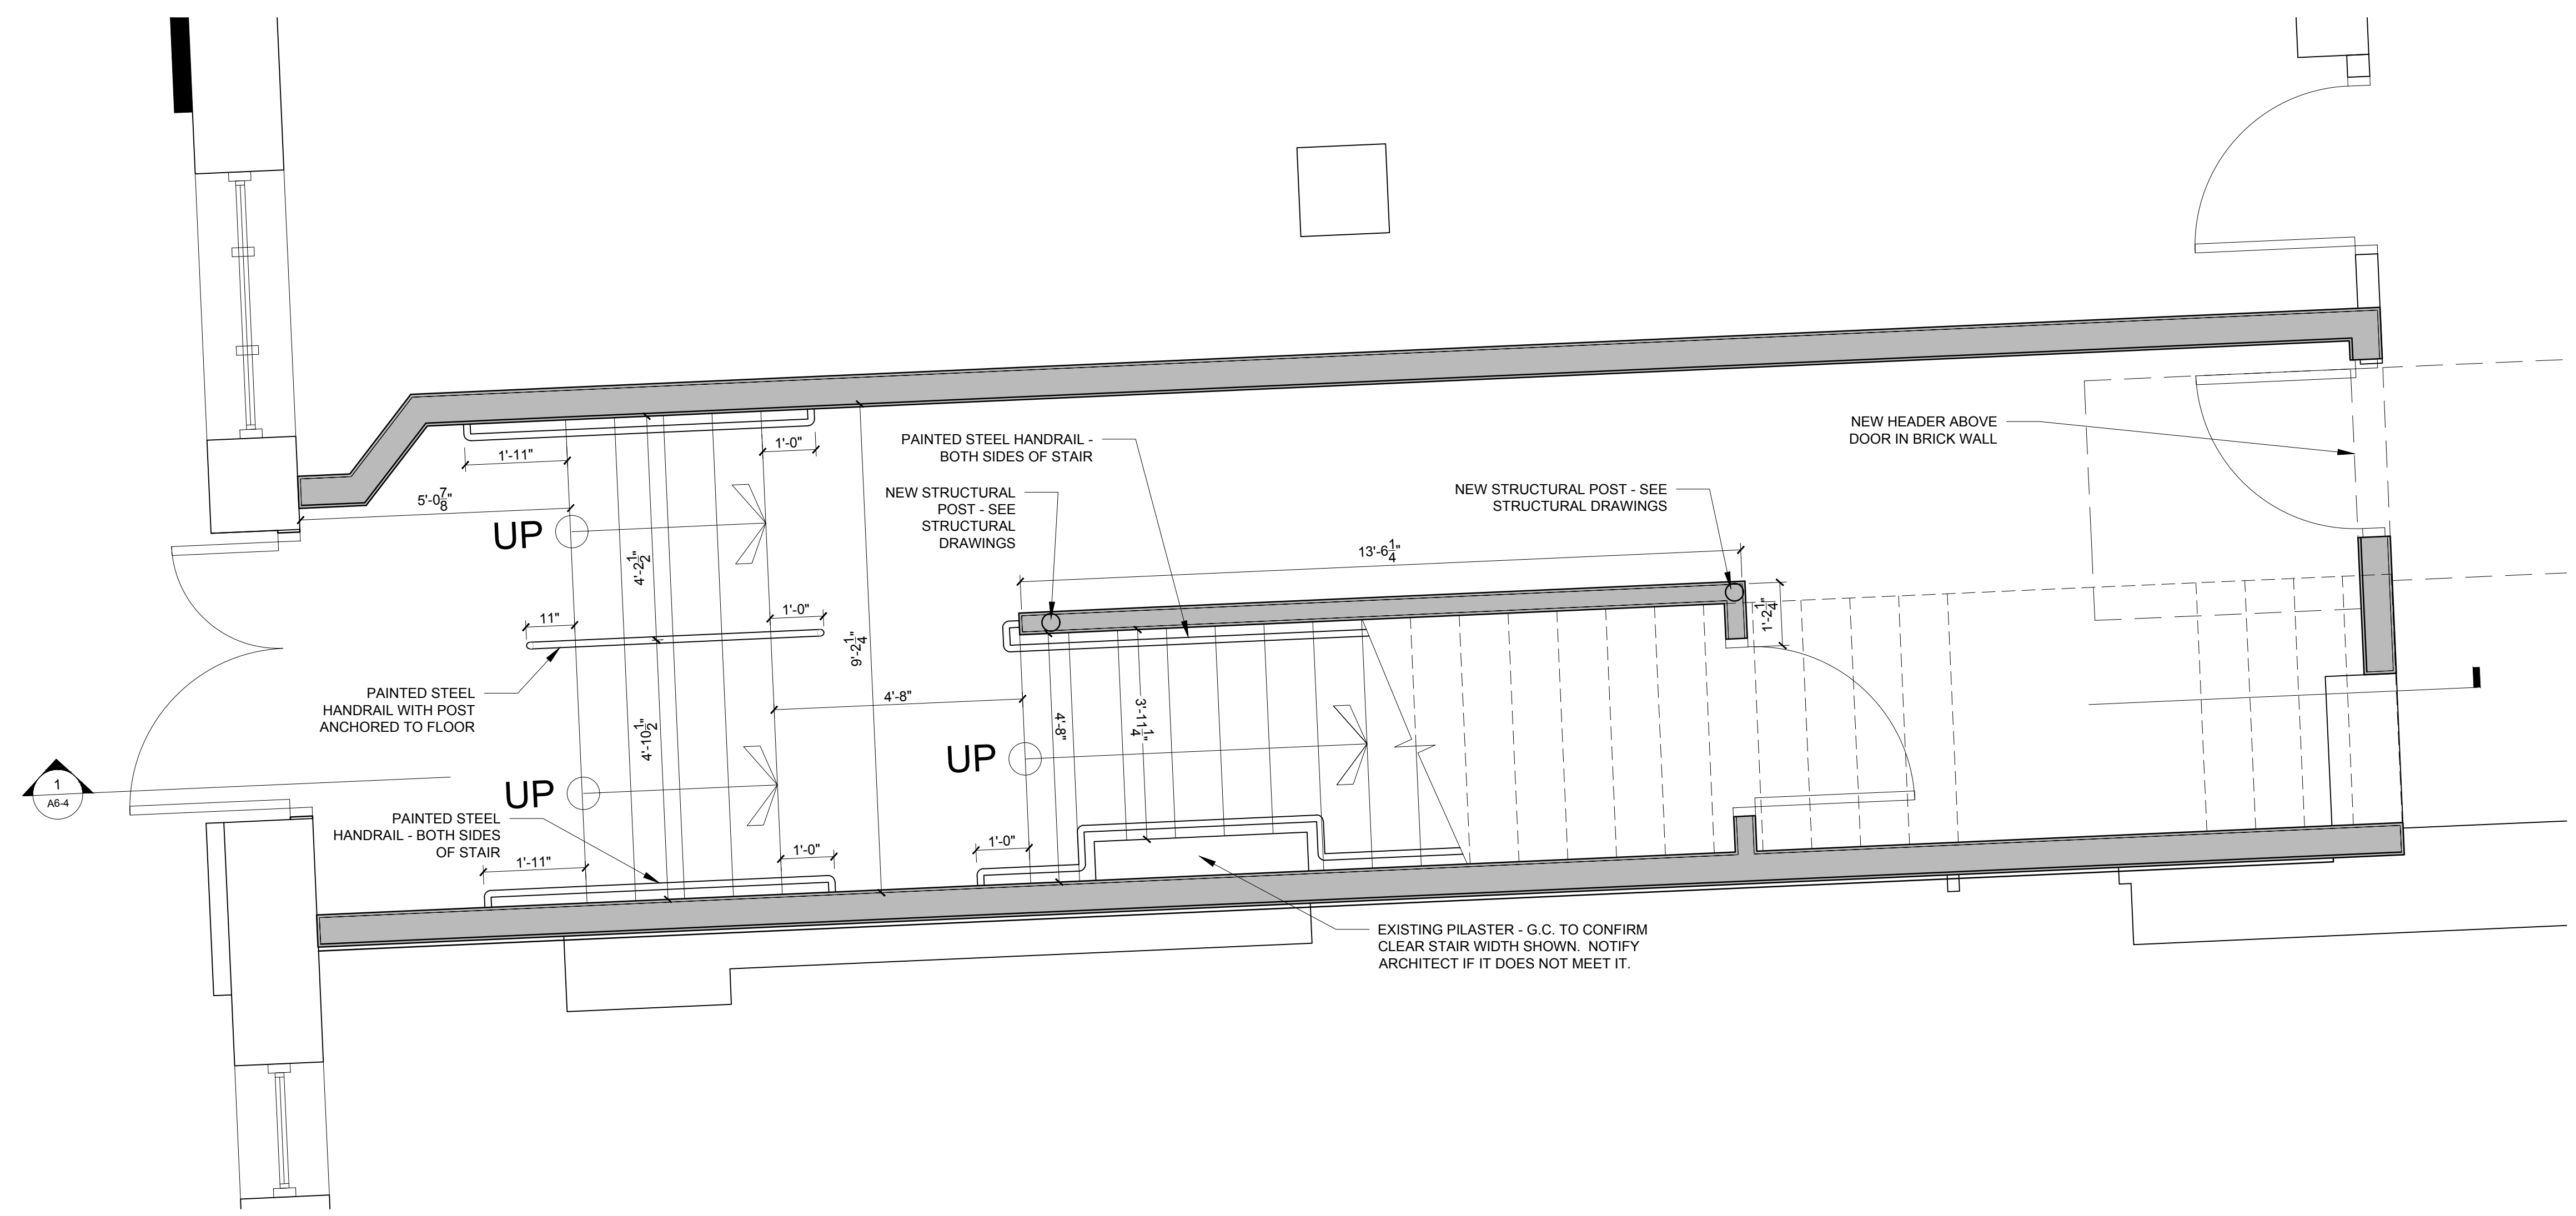 1'-0"
1'-11"
5'-0 7/8"
UP
4'-2 1/2"
11"
1'-0"
9'-2 1/4"
PAINTED STEEL HANDRAIL -
BOTH SIDES OF STAIR
NEW STRUCTURAL
POST - SEE
STRUCTURAL
DRAWINGS
NEW STRUCTURAL POST - SEE
STRUCTURAL DRAWINGS
NEW HEADER ABOVE
DOOR IN BRICK WALL
13'-6 1/4"
1'-2 1/4"
PAINTED STEEL
HANDRAIL WITH POST
ANCHORED TO FLOOR
4'-8"
4'-10 1/2"
4'-8"
3'-11 1/4"
UP
UP
1
A6-4
PAINTED STEEL
HANDRAIL - BOTH SIDES
OF STAIR
1'-11"
1'-0"
1'-0"
EXISTING PILASTER - G.C. TO CONFIRM
CLEAR STAIR WIDTH SHOWN.  NOTIFY
ARCHITECT IF IT DOES NOT MEET IT.